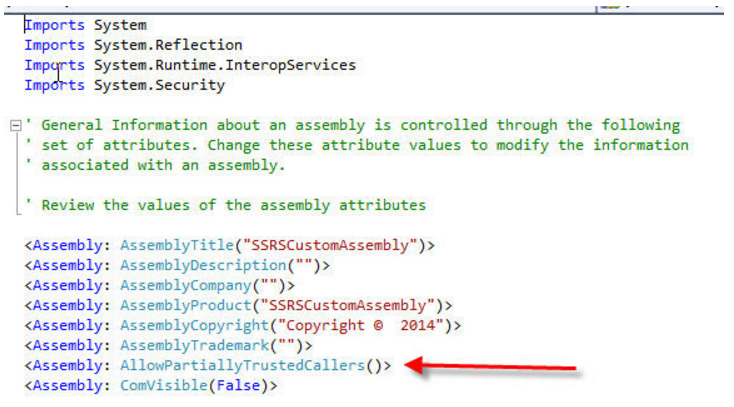 Imports System
Imports System.Reflection
Imports System.Runtime.InteropServices
Imports System.Security
' General Information about an assembly is controlled through the following
' set of attributes. Change these attribute values to modify the information
' associated with an assembly.
' Review the values of the assembly attributes
<Assembly: AssemblyTitle("SSRSCustomAssembly")>
<Assembly: AssemblyDescription("")>
<Assembly: AssemblyCompany("")>
<Assembly: AssemblyProduct("SSRSCustomAssembly")>
<Assembly: AssemblyCopyright("Copyright ©  2014")>
<Assembly: AssemblyTrademark("")>
<Assembly: AllowPartiallyTrustedCallers()>
<Assembly: ComVisible(False)>